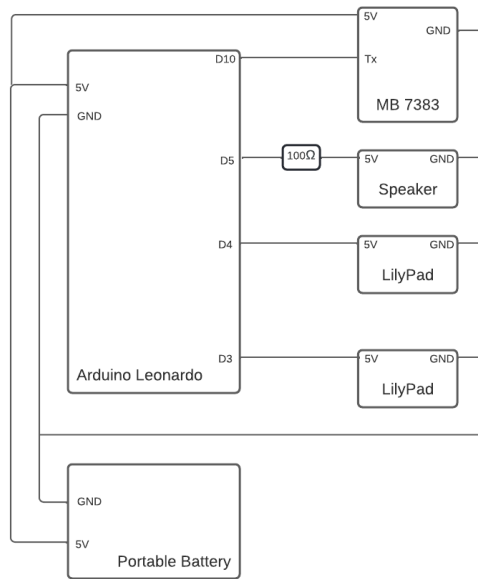 5V
GND
Tx
MB 7383
D10
5V
GND
D5
100Ω
5V
GND
Speaker
D4
5V
GND
LilyPad
D3
5V
GND
LilyPad
Arduino Leonardo
GND
5V
Portable Battery